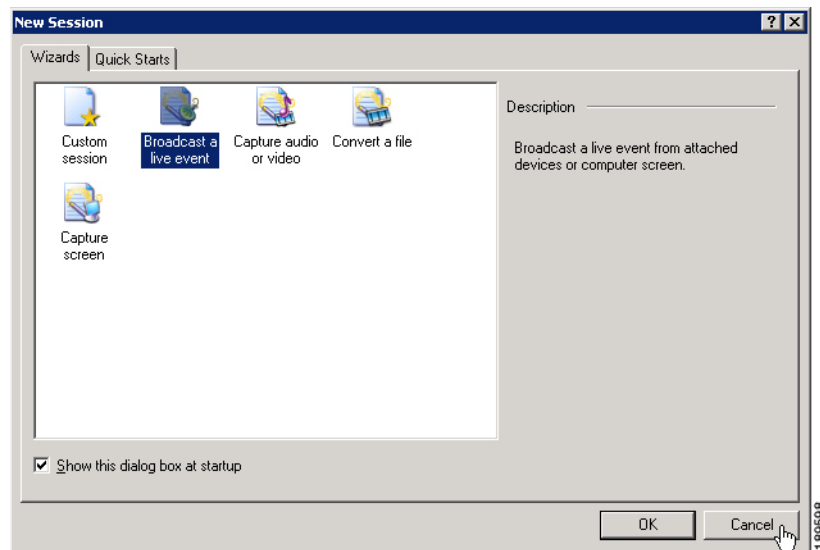 New Session
Wizards
Quick Starts
Custom
session
Broadcast a
live event
Capture audio
or video
Convert a file
Capture
screen
Description
Broadcast a live event from attached
devices or computer screen.
Show this dialog box at startup
OK
Cancel
189598